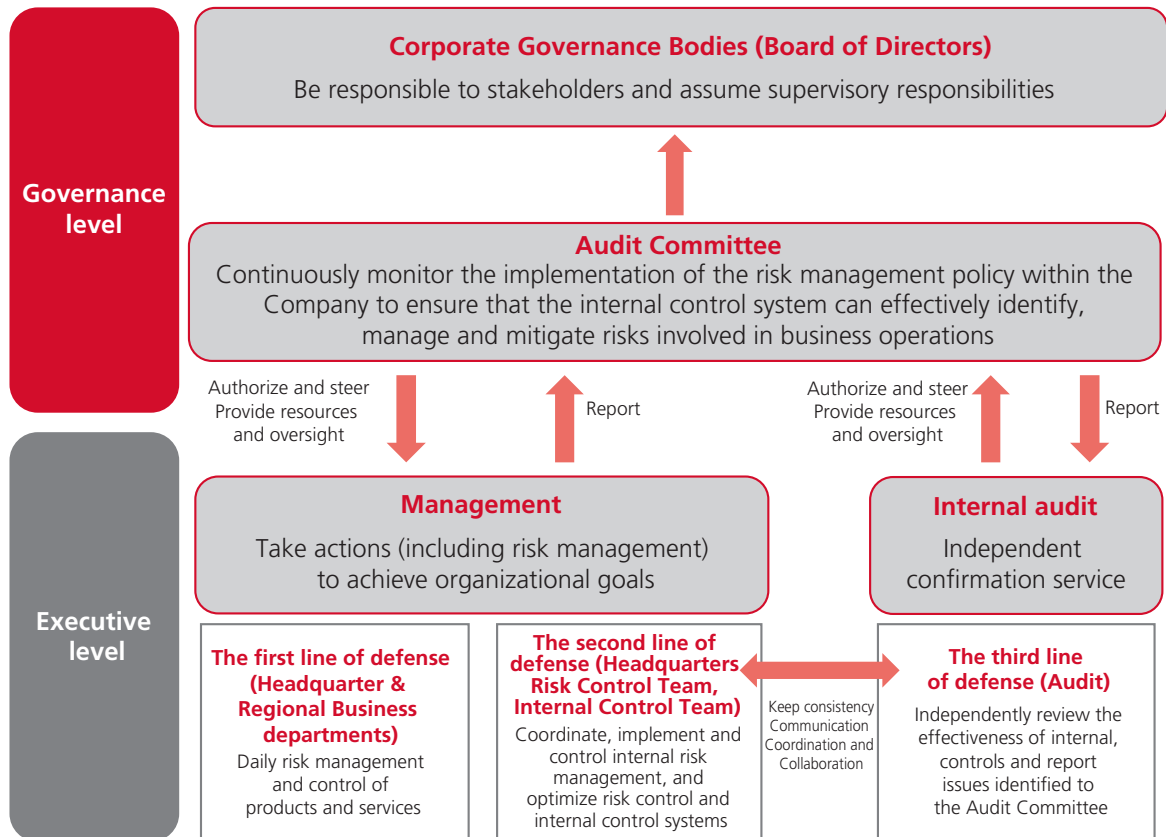 Governance
level
Corporate Governance Bodies (Board of Directors)
Be responsible to stakeholders and assume supervisory responsibilities
Audit Committee
Continuously monitor the implementation of the risk management policy within the
Company to ensure that the internal control system can effectively identify,
manage and mitigate risks involved in business operations
Authorize and steer
Provide resources
and oversight
Report
Authorize and steer
Provide resources
and oversight
Report
Executive
level
Management
Take actions (including risk management)
to achieve organizational goals
Internal audit
Independent
confirmation service
The first line of defense
(Headquarter &
Regional Business
departments)
Daily risk management
and control of
products and services
The second line of
defense (Headquarters
Risk Control Team,
Internal Control Team)
Coordinate, implement and
control internal risk
management, and
optimize risk control and
internal control systems
Keep consistency
Communication
Coordination and
Collaboration
The third line
of defense (Audit)
Independently review the
effectiveness of internal,
controls and report
issues identified to
the Audit Committee